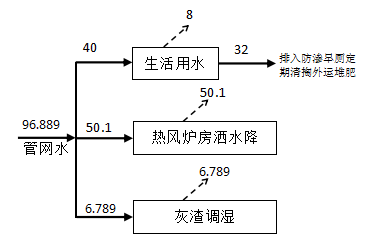 8
40
生活用水
32
排入防渗旱厕定
期清掏外运堆肥
50.1
96.889
管网水
50.1
热风炉房洒水降
6.789
6.789
灰渣调湿